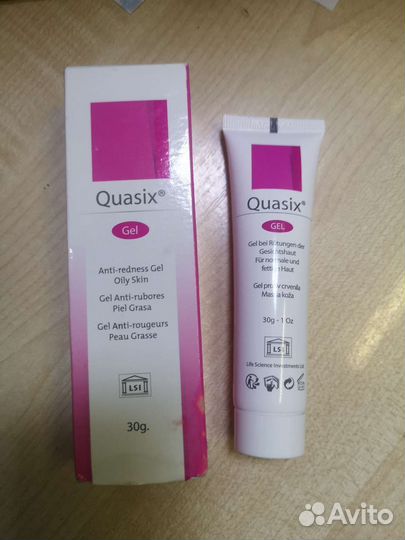 Quasix®
Gel
Anti-redness Gel
Oily Skin
Gel Anti-rubores
Piel Grasa
Gel Anti-rougeurs
Peau Grasse
LSI
30g.
Quasix®
GEL
Gel bei Rötungen der
Gesichtshaut
Für normale und
fettige Haut
Gel protiv crvenila
Masna koža
30g - 1 Oz
LSI
Life Science Investments Ltd
Avito